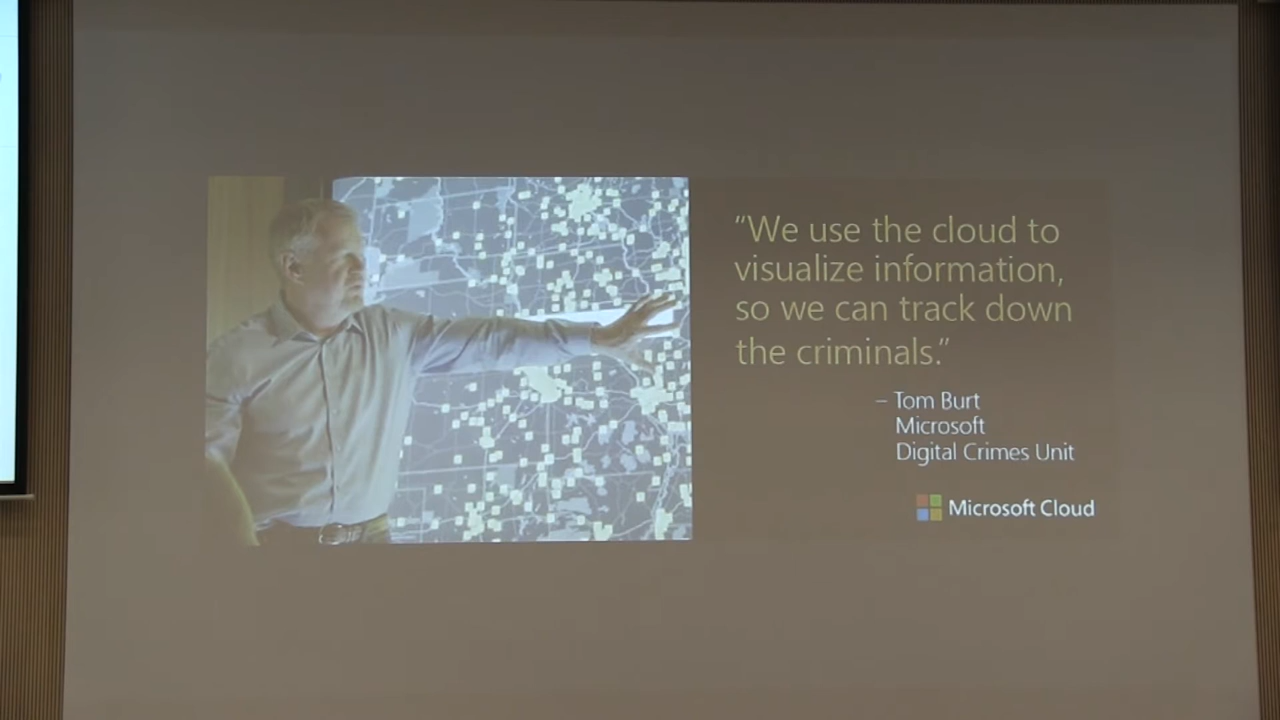 “We use the cloud to
visualize information,
so we can track down
the criminals.”
– Tom Burt
Microsoft
Digital Crimes Unit
Microsoft Cloud